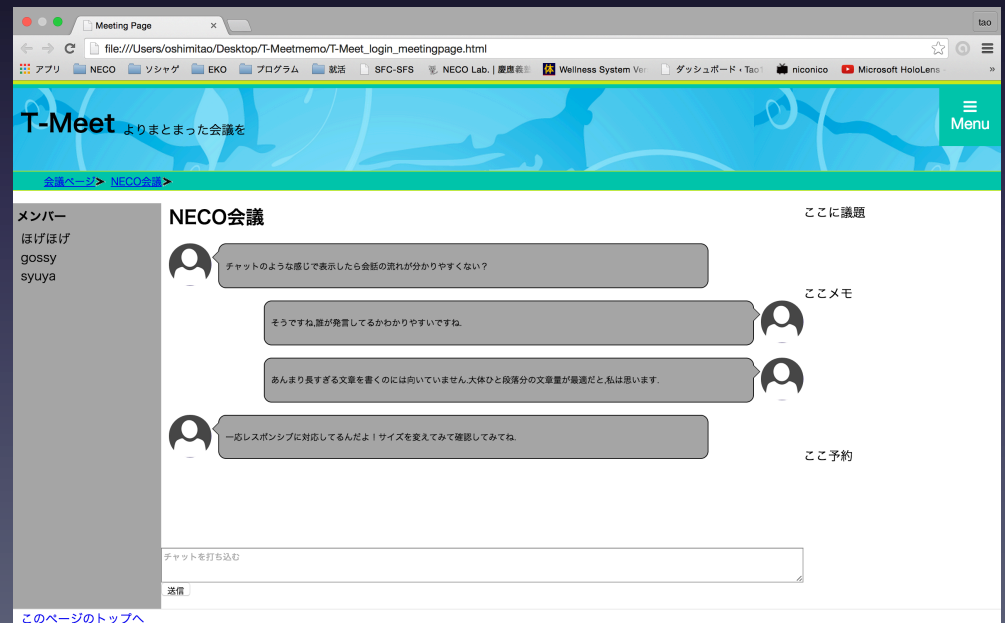 Meeting Page
tao
file:///Users/oshimitao/Desktop/T-Meetmemo/T-Meet_login_meetingpage.html
アプリ NECO ソシャゲ EKO プログラム 就活 SFC-SFS NECO Lab. | 慶應義 Wellness System Ver ダッシュボード・Tao niconico Microsoft HoloLens »
T-Meet よりまとまった会議を
Menu
会議ページ> NECO会議>
メンバー
ほげほげ
gossy
syuya
NECO会議
チャットのような感じで表示したら会話の流れが分かりやすくない？
そうですね,誰が発言してるかわかりやすいですね.
あんまり長すぎる文章を書くのには向いていません.大体ひと段落分の文章量が最適だと,私は思います.
一応レスポンシブに対応してるんだよ！サイズを変えてみて確認してみてね.
チャットを打ち込む
送信
ここに議題
ここメモ
ここ予約
このページのトップへ